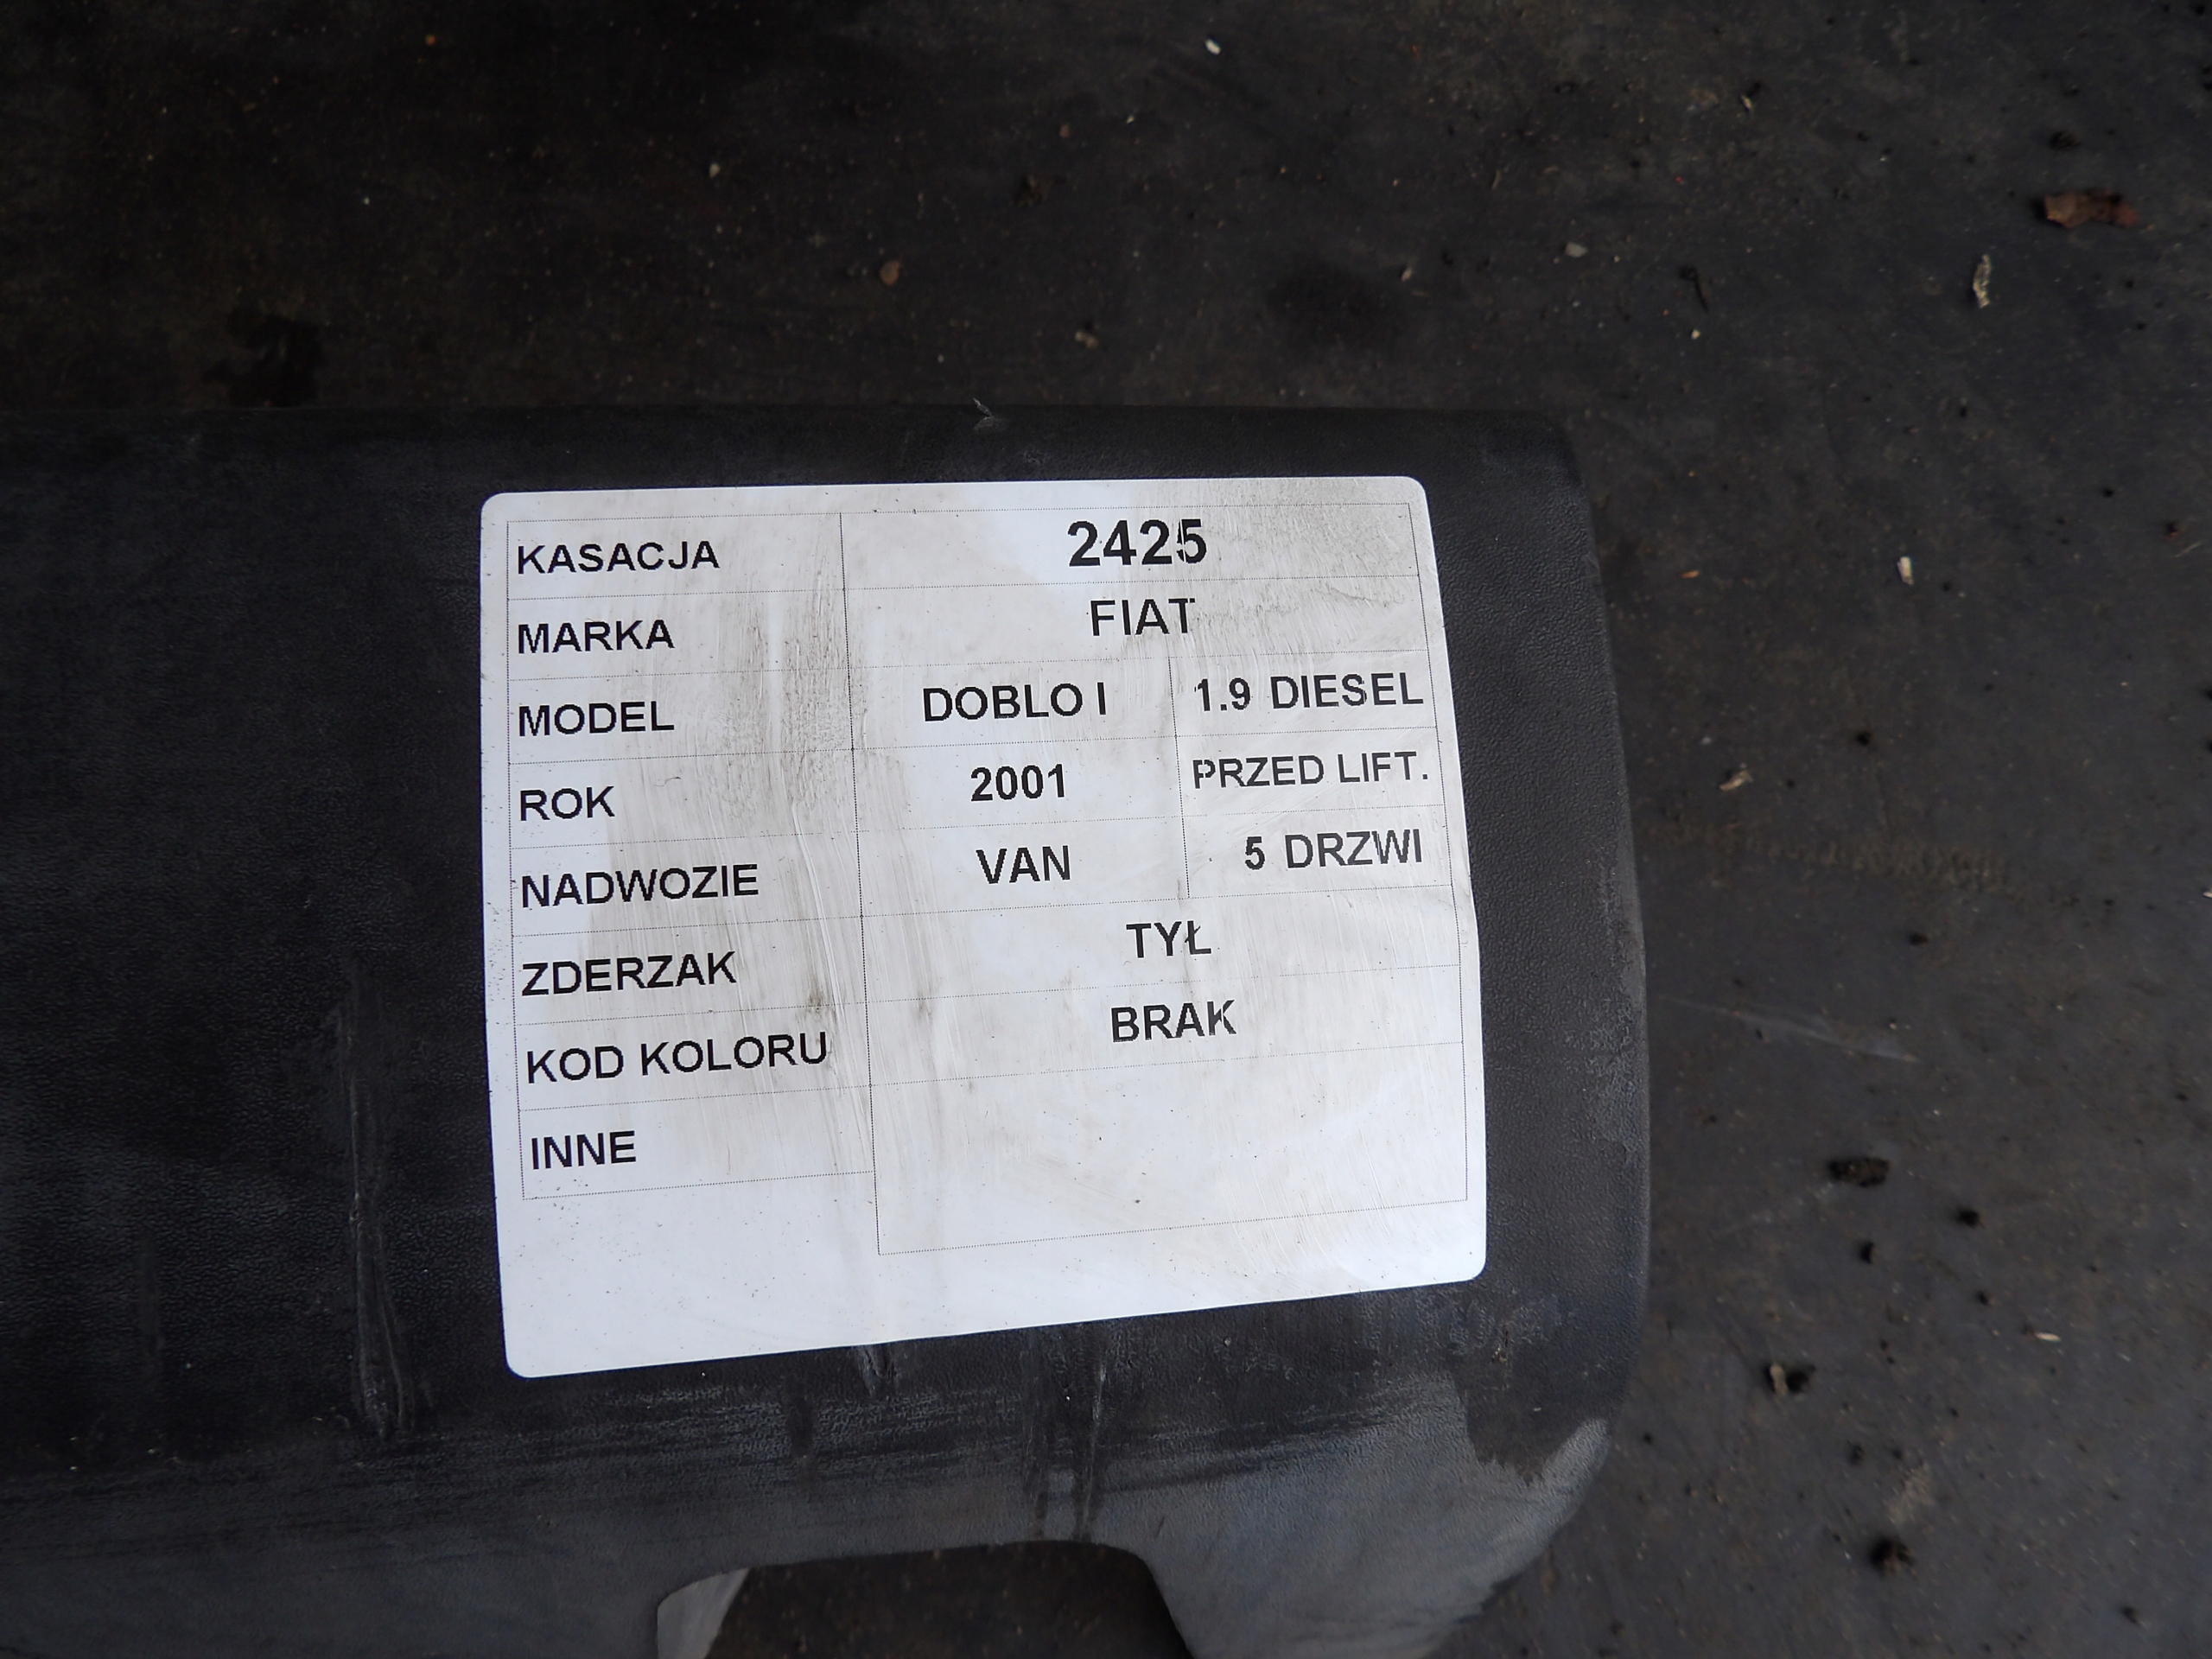 KASACJA 2425
MARKA FIAT
MODEL DOBLO I 1.9 DIESEL
ROK 2001 PRZED LIFT.
NADWOZIE VAN 5 DRZWI
ZDERZAK TYŁ
KOD KOLORU BRAK
INNE